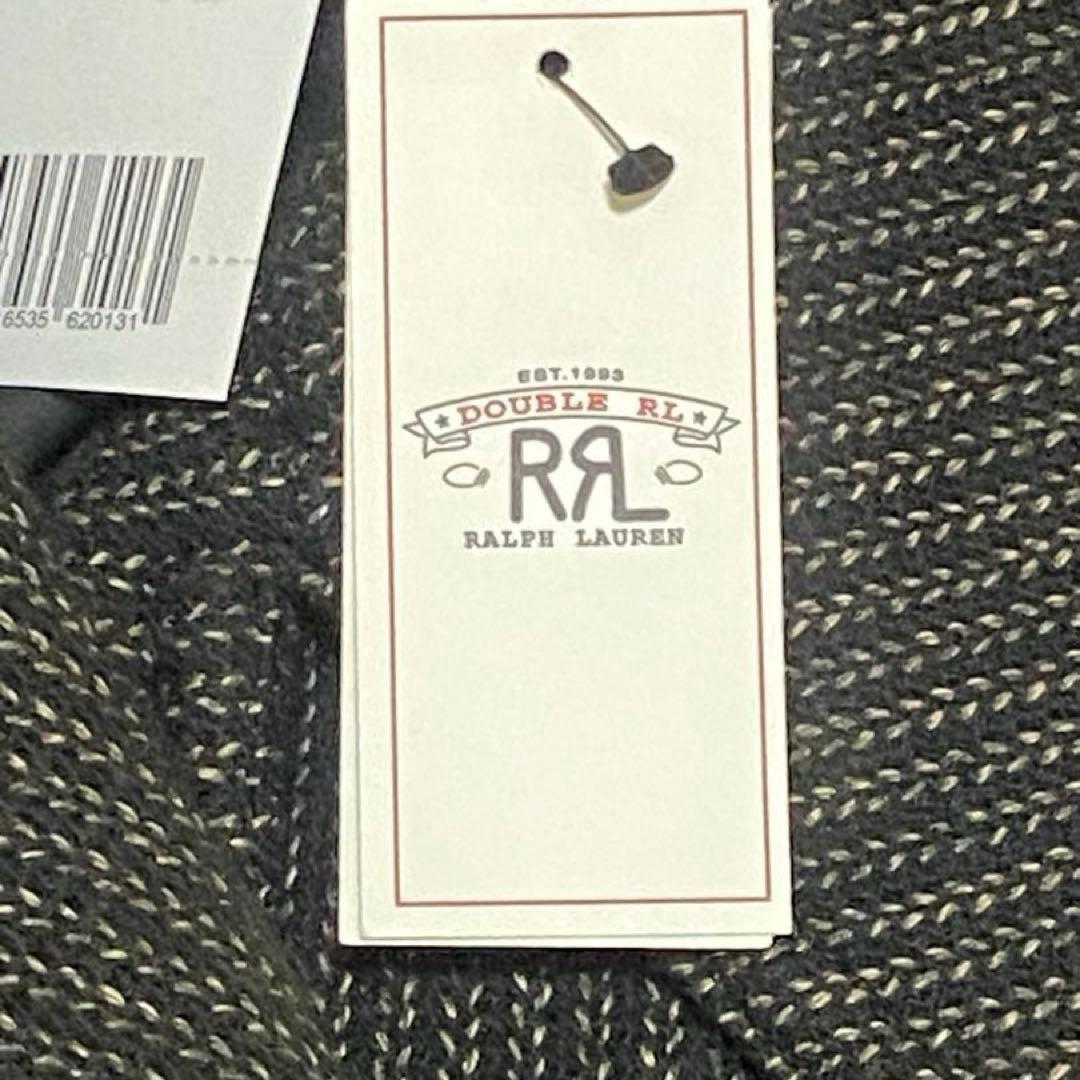 6535 620131
EST.1993
DOUBLE RL
RRL
RALPH LAUREN